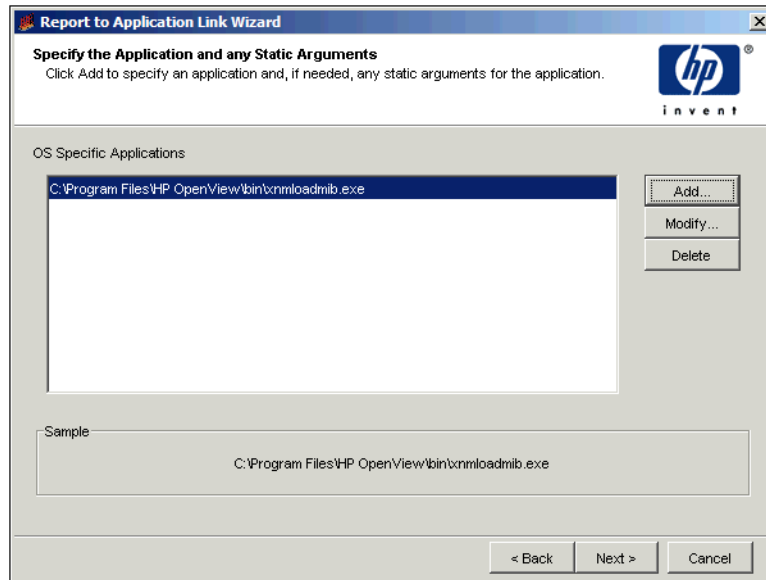 Report to Application Link Wizard
Specify the Application and any Static Arguments
Click Add to specify an application and, if needed, any static arguments for the application.
hp
®
invent
OS Specific Applications
C:\Program Files\HP OpenView\bin\xnmloadmib.exe
Add...
Modify...
Delete
Sample
C:\Program Files\HP OpenView\bin\xnmloadmib.exe
< Back
Next >
Cancel